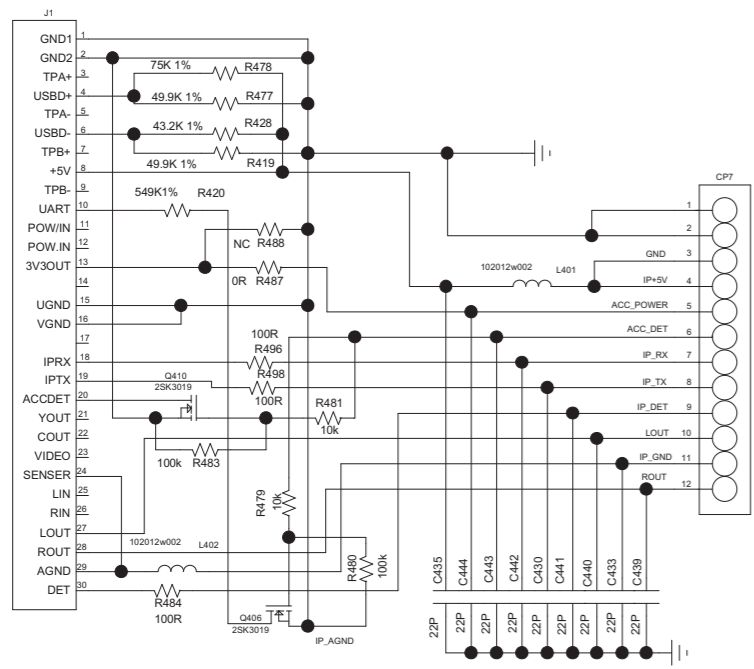 J1
GND1 1
GND2 2
TPA+ 3
USBD+ 4
TPA- 5
USBD- 6
TPB+ 7
+5V 8
TPB- 9
UART 10
POW/IN 11
POW.IN 12
3V3OUT 13
14
UGND 15
VGND 16
17
IPRX 18
IPTX 19
ACCDET 20
YOUT 21
COUT 22
VIDEO 23
SENSER 24
LIN 25
RIN 26
LOUT 27
ROUT 28
AGND 29
DET 30
75K 1% R478
49.9K 1% R477
43.2K 1% R428
49.9K 1% R419
549K1% R420
NC R488
0R R487
100R
R496
R498
100R
Q410
2SK3019
R481
10k
100k R483
R479
10k
R480
100k
102012w002 L402
R484
100R
Q406
2SK3019
IP_AGND
102012w002 L401
CP7
1
2
GND 3
IP+5V 4
ACC_POWER 5
ACC_DET 6
IP_RX 7
IP_TX 8
IP_DET 9
LOUT 10
IP_GND 11
ROUT 12
C435
C444
C443
C442
C430
C441
C440
C433
C439
22P
22P
22P
22P
22P
22P
22P
22P
22P